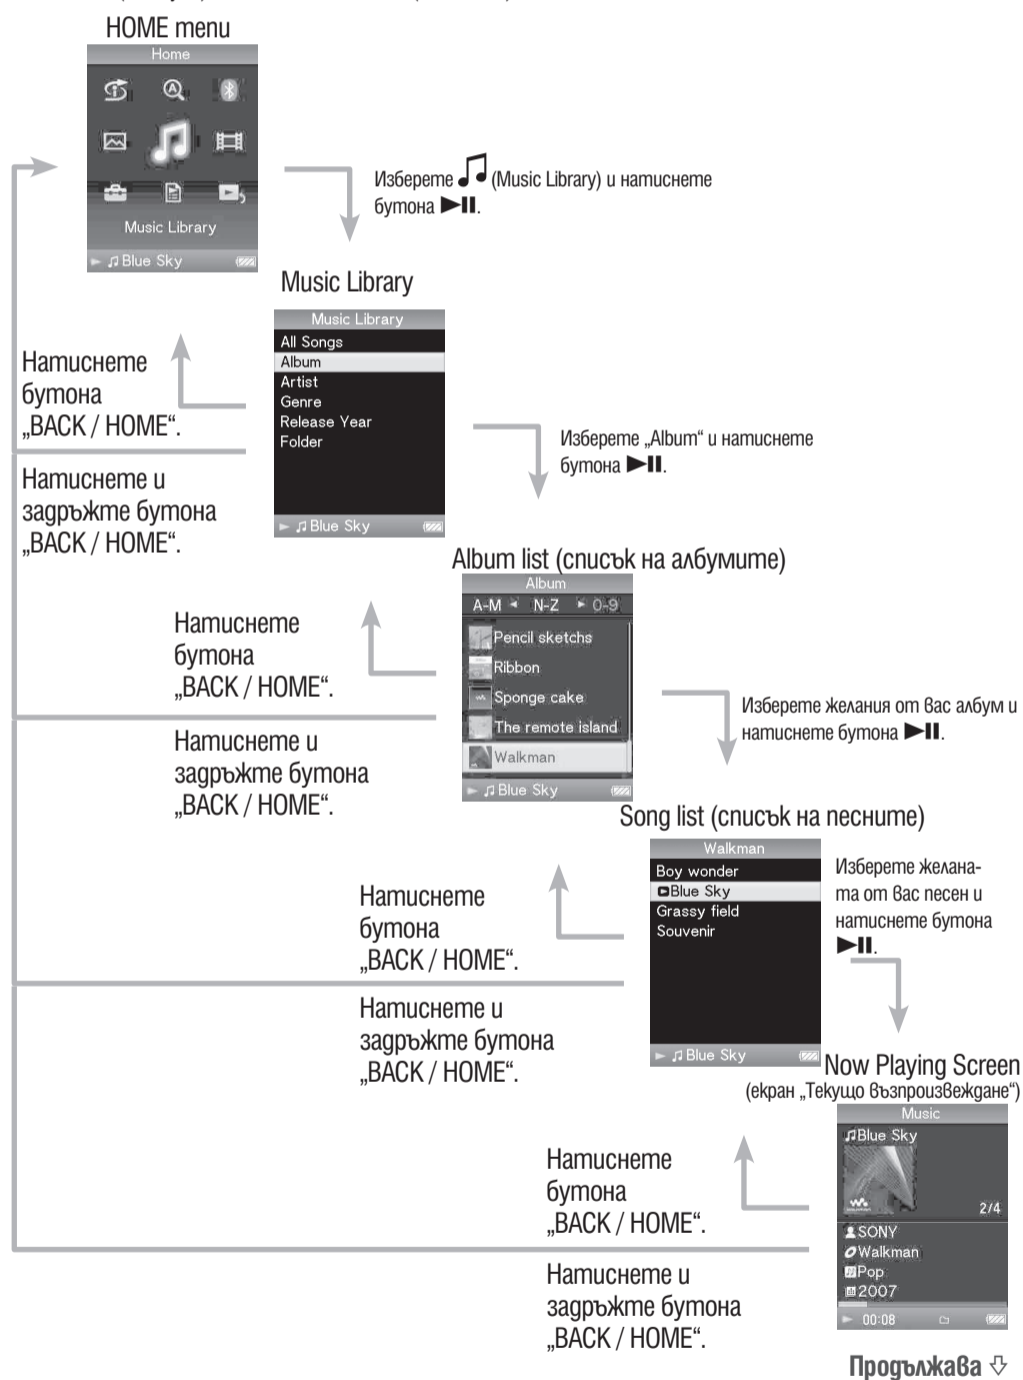 HOME menu
Home
Music Library
Blue Sky
Изберете (Music Library) и натиснете
бутона ►II.
Music Library
Music Library
All Songs
Album
Artist
Genre
Release Year
Folder
Blue Sky
Натиснете
бутона
„BACK / HOME“.
Натиснете и
задръжте бутона
„BACK / HOME“.
Изберете „Album“ и натиснете
бутона ►II.
Album list (списък на албумите)
Album
A-M N-Z 0-9
Pencil sketchs
Ribbon
Sponge cake
The remote island
Walkman
Blue Sky
Натиснете
бутона
„BACK / HOME“.
Натиснете и
задръжте бутона
„BACK / HOME“.
Изберете желания от вас албум и
натиснете бутона ►II.
Song list (списък на песните)
Walkman
Boy wonder
Blue Sky
Grassy field
Souvenir
Blue Sky
Изберете желана-
та от вас песен и
натиснете бутона
►II.
Натиснете
бутона
„BACK / HOME“.
Натиснете и
задръжте бутона
„BACK / HOME“.
Now Playing Screen
(екран „Текущо възпроизвеждане“)
Music
Blue Sky
2/4
SONY
Walkman
Pop
2007
00:08
Натиснете
бутона
„BACK / HOME“.
Натиснете и
задръжте бутона
„BACK / HOME“.
Продължава